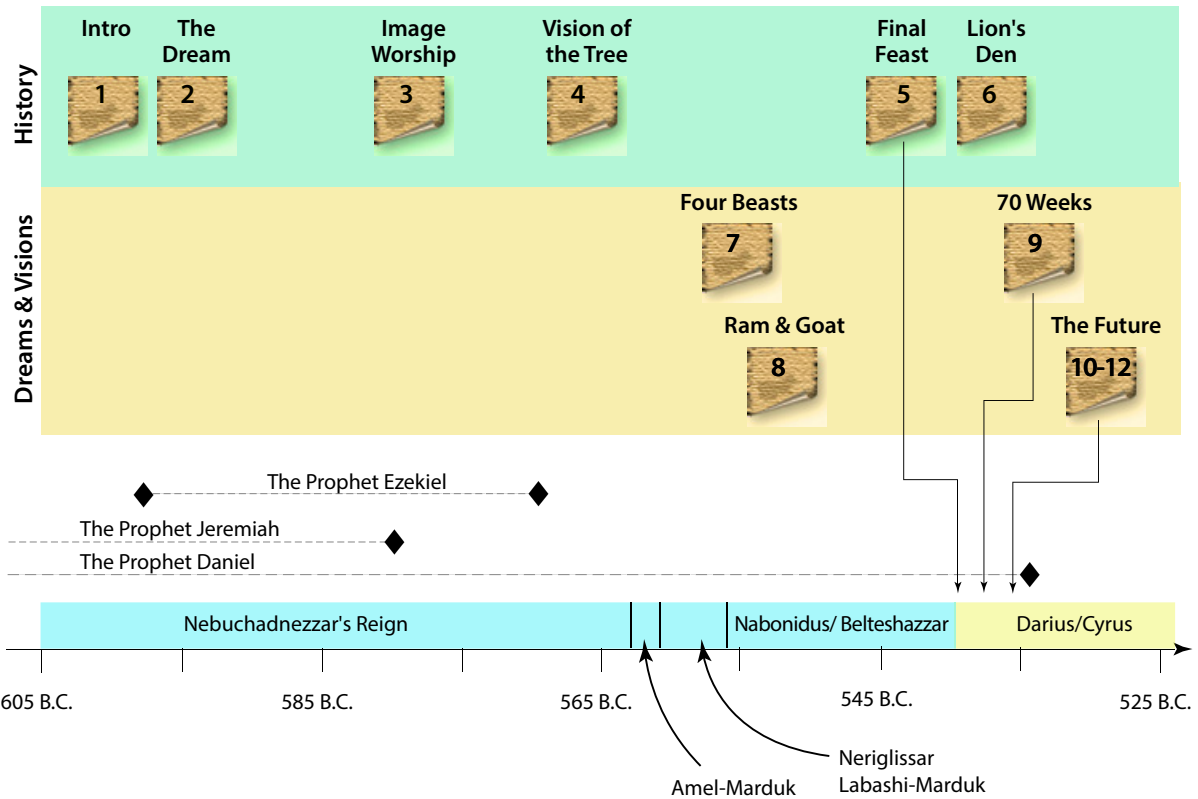 History
Intro
The
Dream
Image
Worship
Vision of
the Tree
Final
Feast
Lion's
Den
1
2
3
4
5
6
Dreams & Visions
Four Beasts
7
70 Weeks
9
Ram & Goat
8
The Future
10-12
The Prophet Ezekiel
The Prophet Jeremiah
The Prophet Daniel
Nebuchadnezzar's Reign
Nabonidus/ Belteshazzar
Darius/Cyrus
605 B.C.
585 B.C.
565 B.C.
545 B.C.
525 B.C.
Amel-Marduk
Neriglissar
Labashi-Marduk